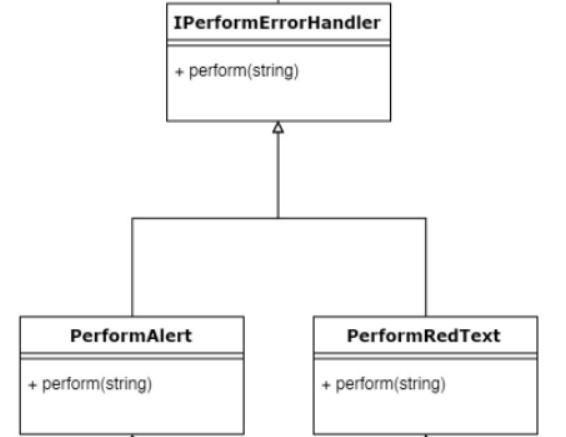 IPerformErrorHandler
+ perform(string)
PerformAlert
+ perform(string)
PerformRedText
+ perform(string)